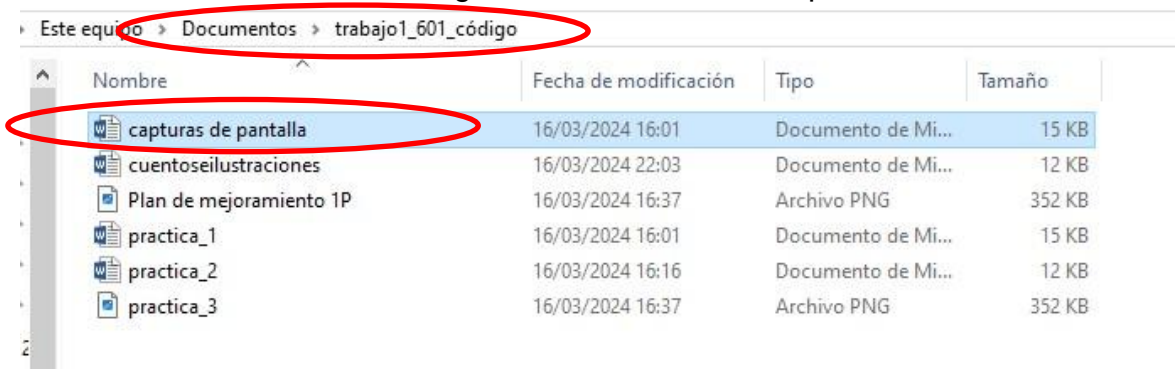 Este equipo > Documentos > trabajo1_601_código
Nombre Fecha de modificación Tipo Tamaño
capturas de pantalla 16/03/2024 16:01 Documento de Mi... 15 KB
cuentoseilustraciones 16/03/2024 22:03 Documento de Mi... 12 KB
Plan de mejoramiento 1P 16/03/2024 16:37 Archivo PNG 352 KB
practica_1 16/03/2024 16:01 Documento de Mi... 15 KB
practica_2 16/03/2024 16:16 Documento de Mi... 12 KB
practica_3 16/03/2024 16:37 Archivo PNG 352 KB